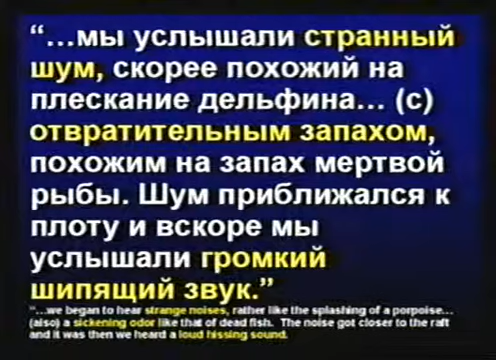 “...мы услышали странный
шум, скорее похожий на
плескание дельфина... (с)
отвратительным запахом,
похожим на запах мертвой
рыбы. Шум приближался к
плоту и вскоре мы
услышали громкий
шипящий звук.”
“...we began to hear strange noises, rather like the splashing of a porpoise...
(also) a sickening odor like that of dead fish. The noise got closer to the raft
and it was then we heard a loud hissing sound.